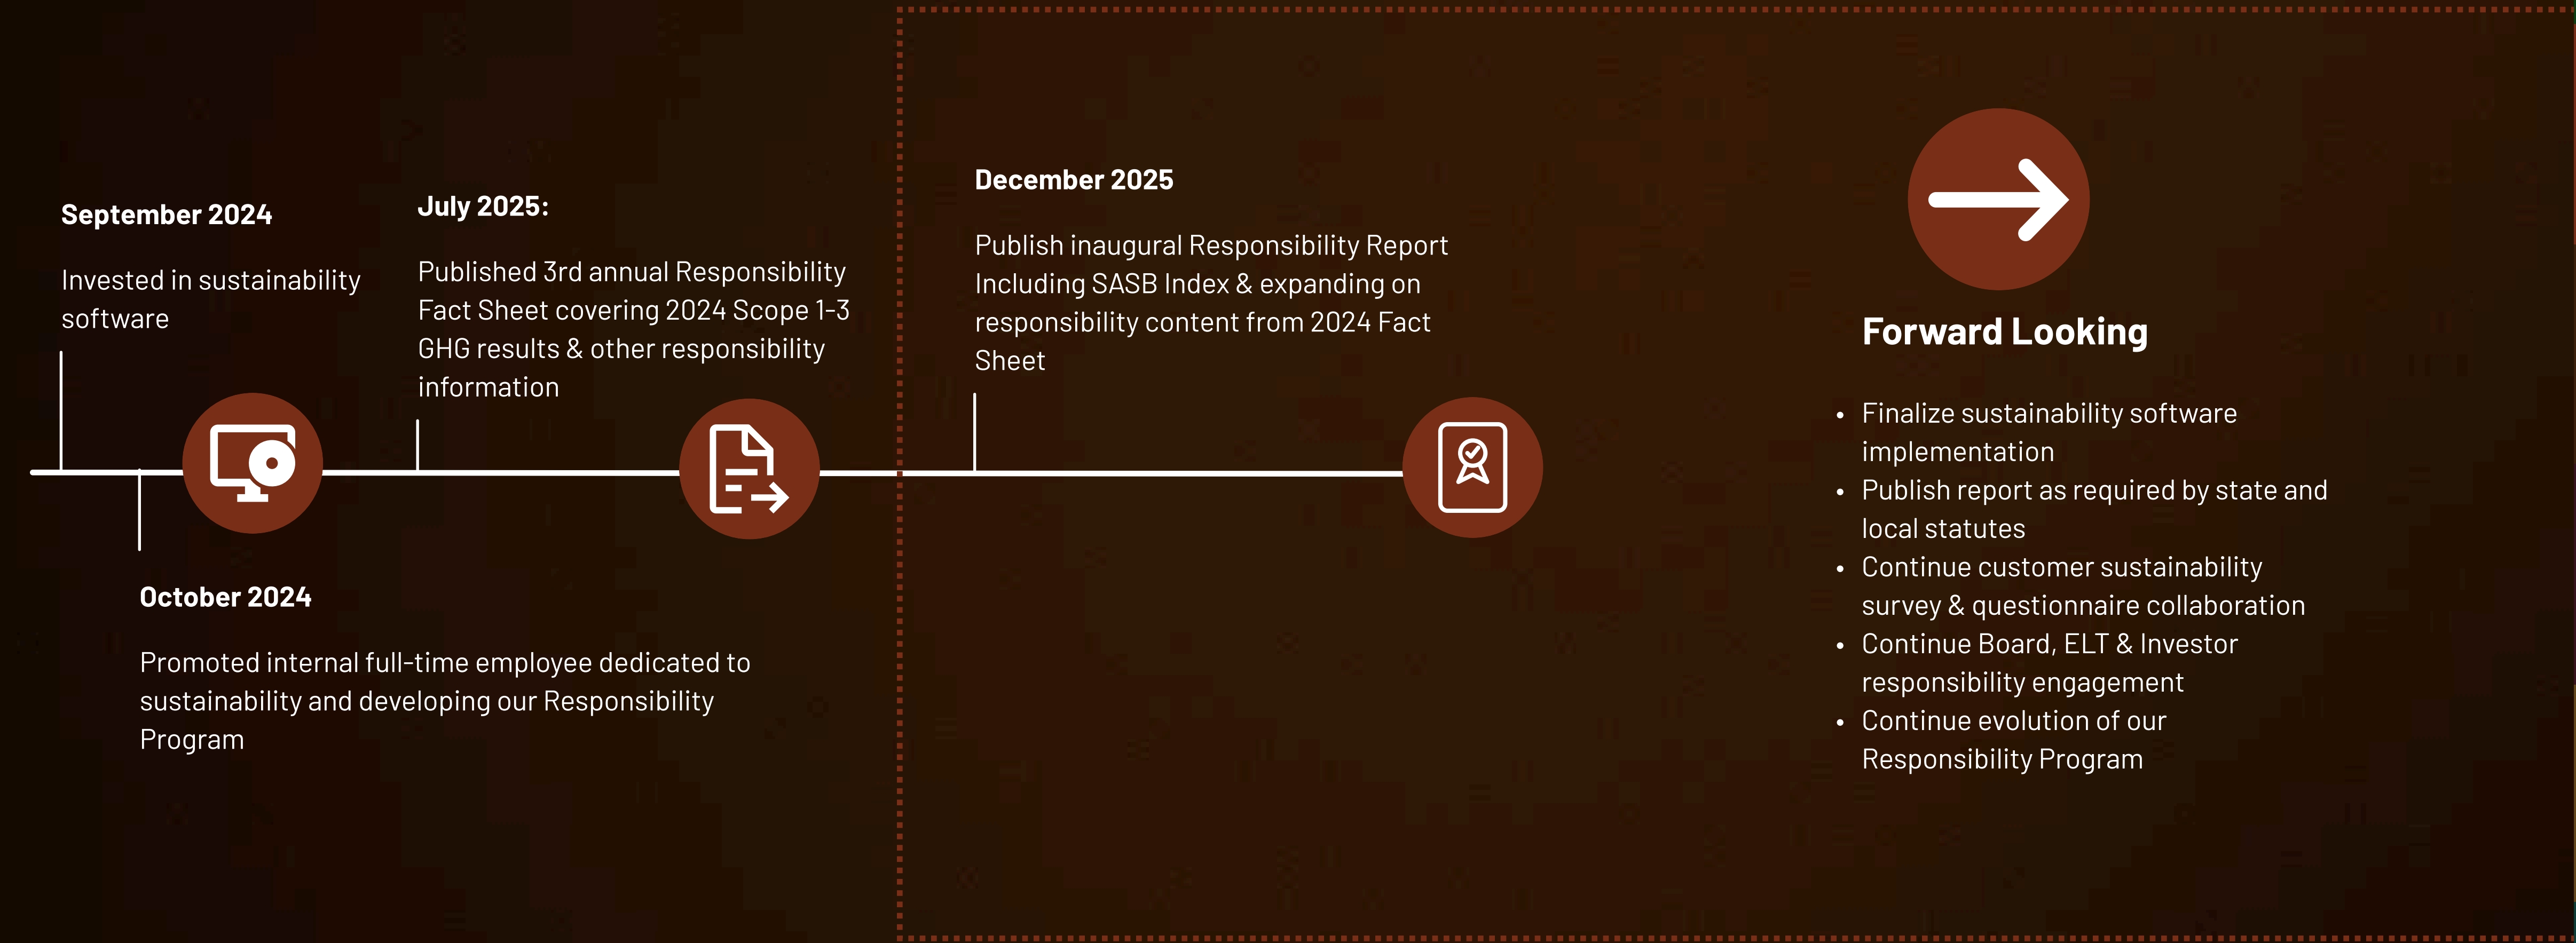 September 2024
Invested in sustainability
software
July 2025:
Published 3rd annual Responsibility
Fact Sheet covering 2024 Scope 1-3
GHG results & other responsibility
information
October 2024
Promoted internal full-time employee dedicated to
sustainability and developing our Responsibility
Program
December 2025
Publish inaugural Responsibility Report
Including SASB Index & expanding on
responsibility content from 2024 Fact
Sheet
Forward Looking
• Finalize sustainability software
implementation
• Publish report as required by state and
local statutes
• Continue customer sustainability
survey & questionnaire collaboration
• Continue Board, ELT & Investor
responsibility engagement
• Continue evolution of our
Responsibility Program